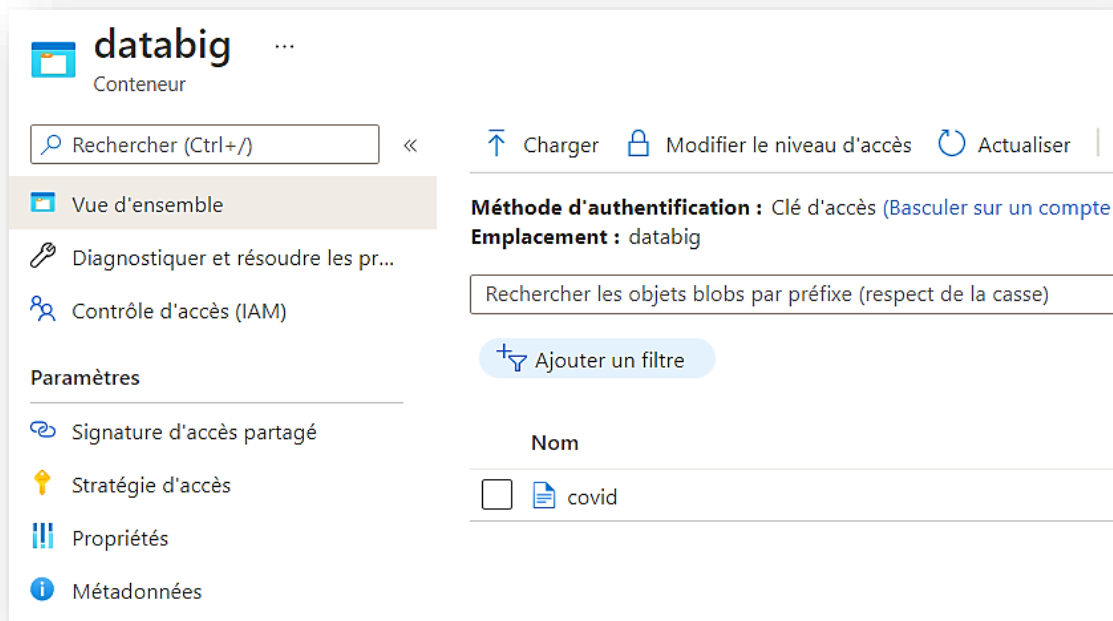 databig ...
Conteneur
Rechercher (Ctrl+/)
«
Vue d'ensemble
Diagnostiquer et résoudre les pr...
Contrôle d'accès (IAM)
Paramètres
Signature d'accès partagé
Stratégie d'accès
Propriétés
Métadonnées
Charger
Modifier le niveau d'accès
Actualiser
Méthode d'authentification : Clé d'accès (Basculer sur un compte
Emplacement : databig
Rechercher les objets blobs par préfixe (respect de la casse)
Ajouter un filtre
Nom
covid